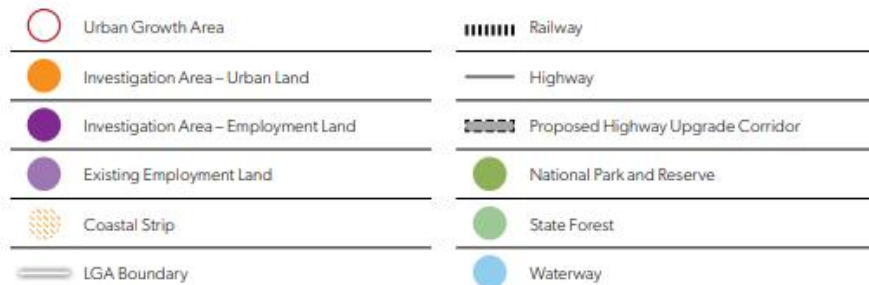 Urban Growth Area
Investigation Area – Urban Land
Investigation Area – Employment Land
Existing Employment Land
Coastal Strip
LGA Boundary
Railway
Highway
Proposed Highway Upgrade Corridor
National Park and Reserve
State Forest
Waterway